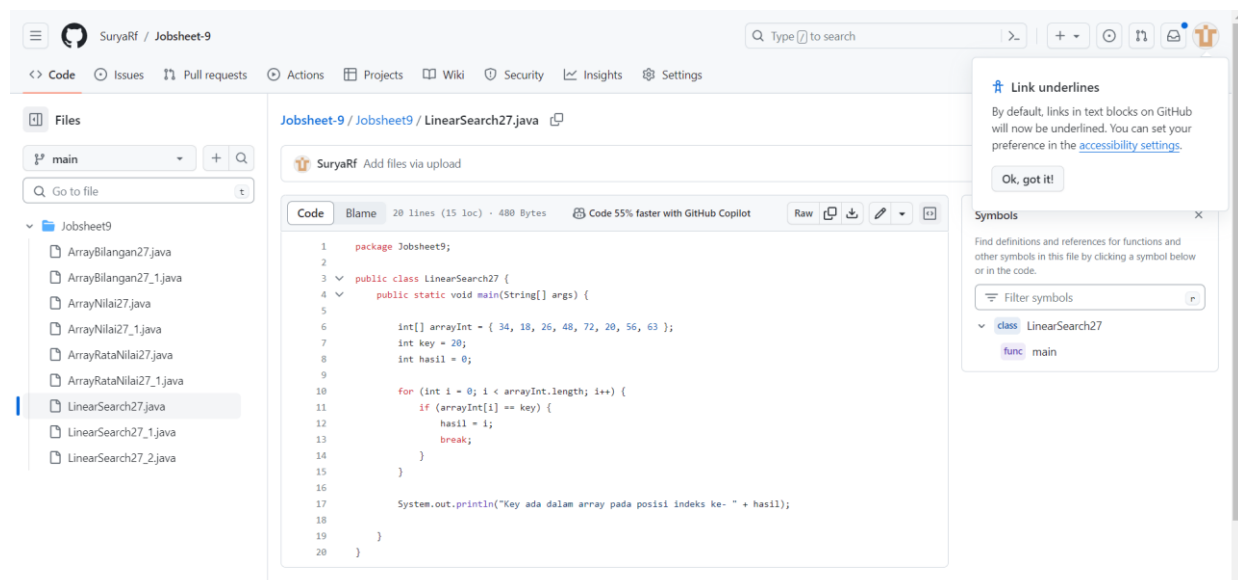 SuryaRf / Jobsheet-9
Type / to search
Code Issues Pull requests Actions Projects Wiki Security Insights Settings
Link underlines
By default, links in text blocks on GitHub
will now be underlined. You can set your
preference in the accessibility settings.
Ok, got it!
Files
main
Go to file t
Jobsheet9
ArrayBilangan27.java
ArrayBilangan27_1.java
ArrayNilai27.java
ArrayNilai27_1.java
ArrayRataNilai27.java
ArrayRataNilai27_1.java
LinearSearch27.java
LinearSearch27_1.java
LinearSearch27_2.java
Jobsheet-9 / Jobsheet9 / LinearSearch27.java
SuryaRf Add files via upload
Code Blame 20 lines (15 loc) · 480 Bytes Code 55% faster with GitHub Copilot Raw
1 package Jobsheet9;
2
3 public class LinearSearch27 {
4 public static void main(String[] args) {
5
6 int[] arrayInt = { 34, 18, 26, 48, 72, 20, 56, 63 };
7 int key = 20;
8 int hasil = 0;
9
10 for (int i = 0; i < arrayInt.length; i++) {
11 if (arrayInt[i] == key) {
12 hasil = i;
13 break;
14 }
15 }
16
17 System.out.println("Key ada dalam array pada posisi indeks ke- " + hasil);
18
19 }
20 }
Symbols
Find definitions and references for functions and
other symbols in this file by clicking a symbol below
or in the code.
Filter symbols r
class LinearSearch27
func main